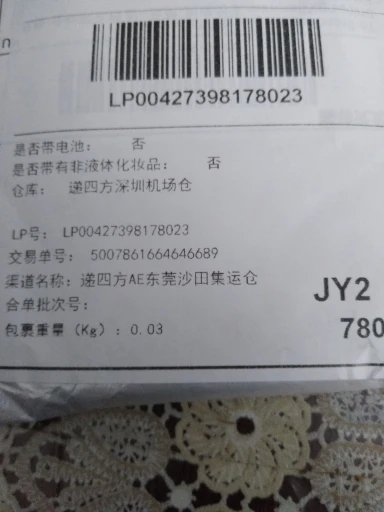 n
LP00427398178023
是否带电池： 否
是否带有非液体化妆品： 否
仓库： 递四方深圳机场仓
LP号： LP00427398178023
交易单号： 5007861664646689
渠道名称： 递四方AE东莞沙田集运仓
合单批次号：
包裹重量（Kg）：0.03
JY2
780